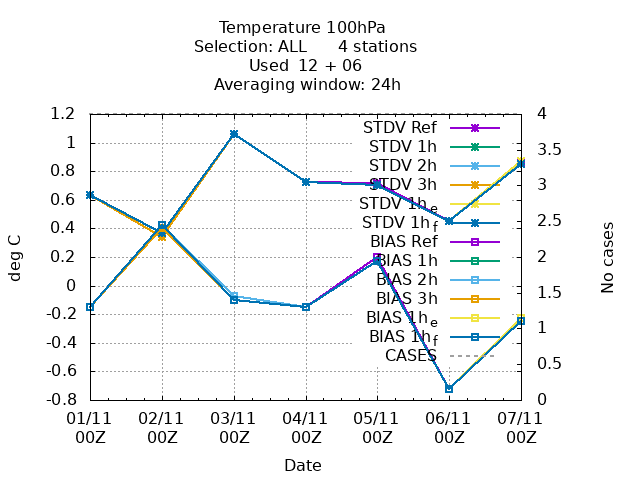 Temperature 100hPa
Selection: ALL 4 stations
Used 12 + 06
Averaging window: 24h
1.2
1
0.8
0.6
0.4
0.2
0
-0.2
-0.4
-0.6
-0.8
deg C
4
3.5
3
2.5
2
1.5
1
0.5
0
No cases
STDV Ref
STDV 1h
STDV 2h
STDV 3h
STDV 1he
STDV 1hf
BIAS Ref
BIAS 1h
BIAS 2h
BIAS 3h
BIAS 1he
BIAS 1hf
CASES
01/11 02/11 03/11 04/11 05/11 06/11 07/11
00Z 00Z 00Z 00Z 00Z 00Z 00Z
Date